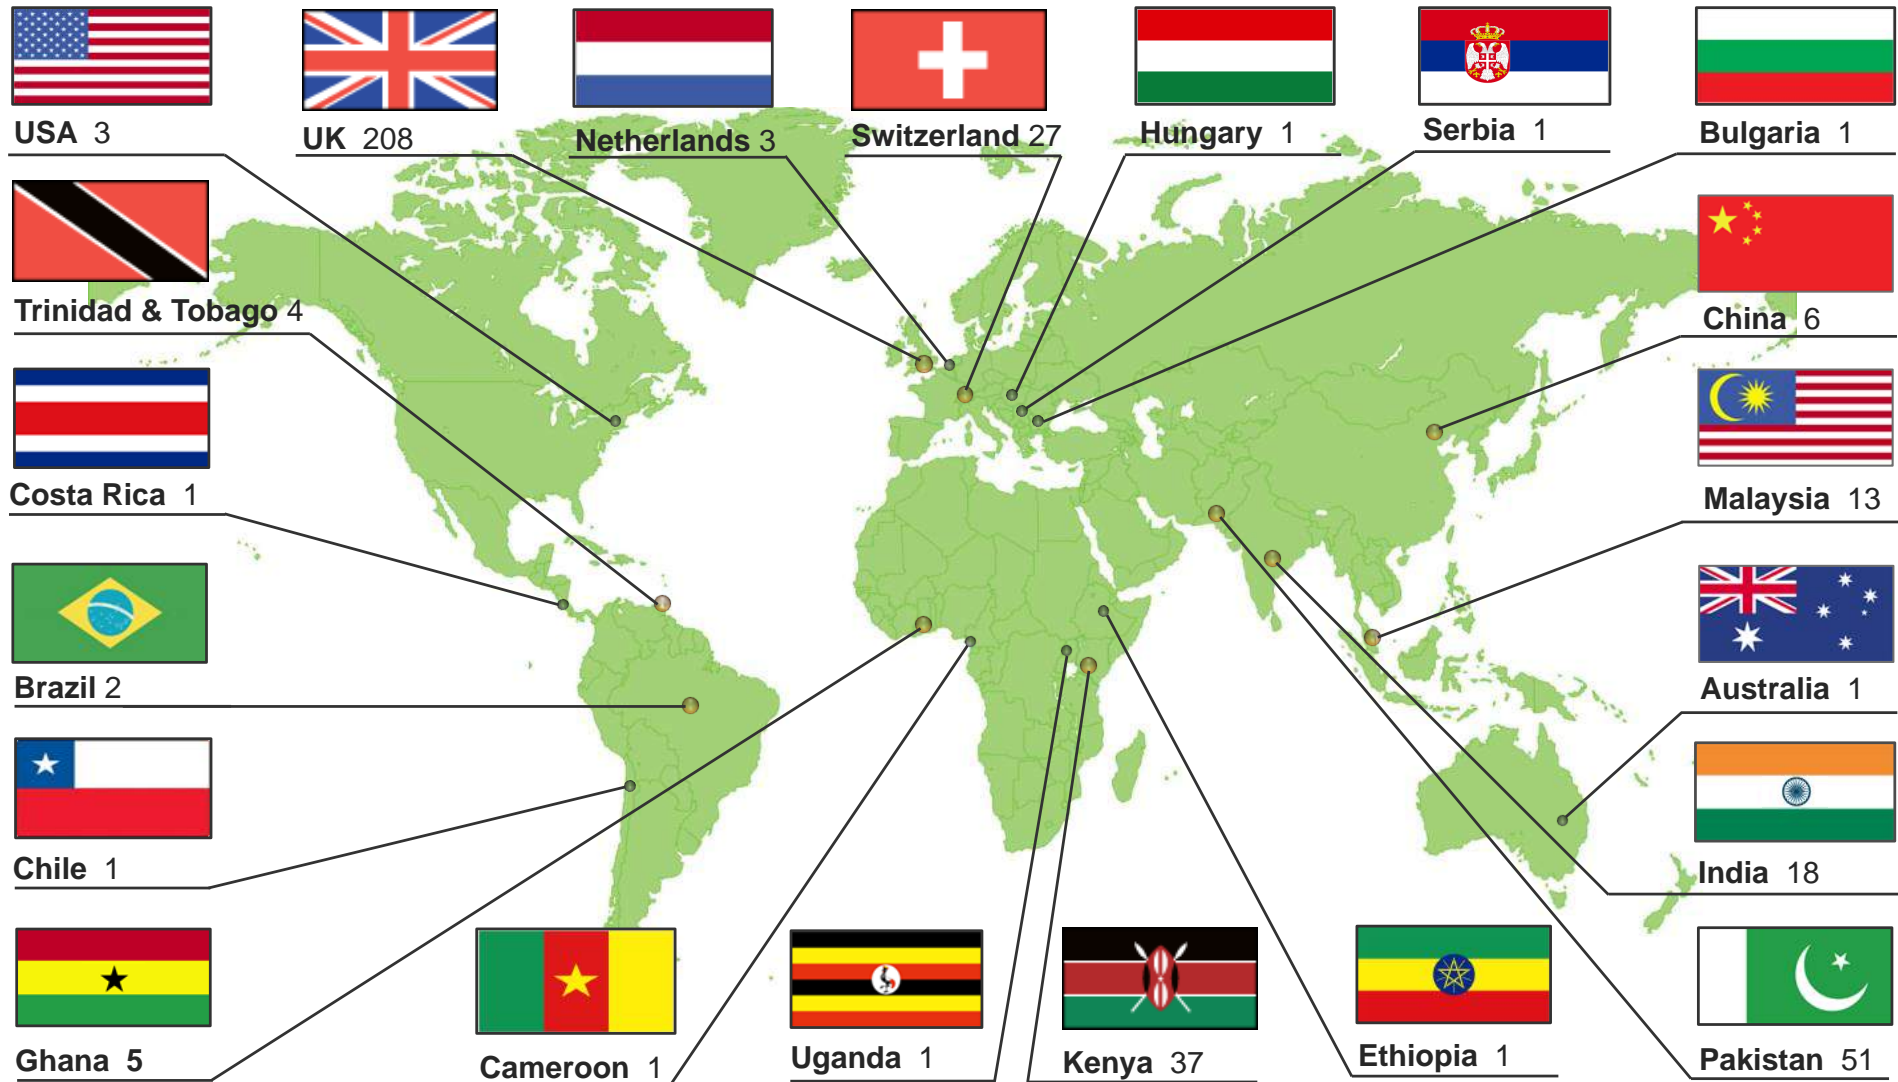 USA 3
UK 208
Netherlands 3
Switzerland 27
Hungary 1
Serbia 1
Bulgaria 1
Trinidad & Tobago 4
China 6
Costa Rica 1
Malaysia 13
Brazil 2
Australia 1
Chile 1
India 18
Ghana 5
Cameroon 1
Uganda 1
Kenya 37
Ethiopia 1
Pakistan 51